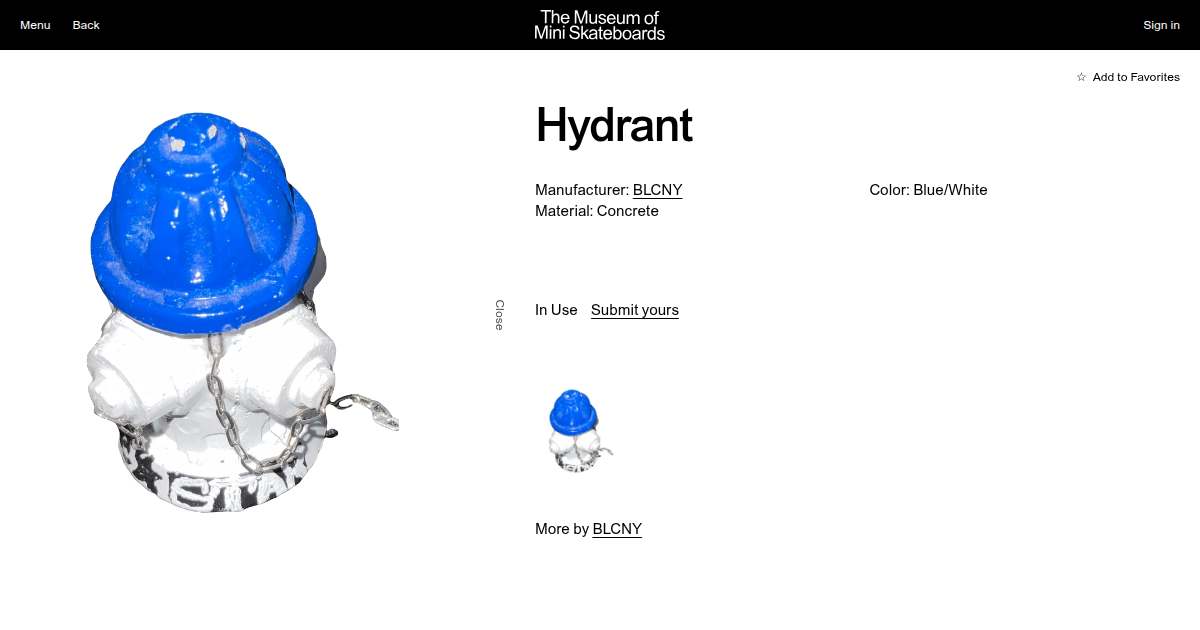 Menu
Back
The Museum of
Mini Skateboards
Sign in
☆ Add to Favorites
Hydrant
Manufacturer: BLCNY
Material: Concrete
Color: Blue/White
Close
In Use
Submit yours
More by BLCNY